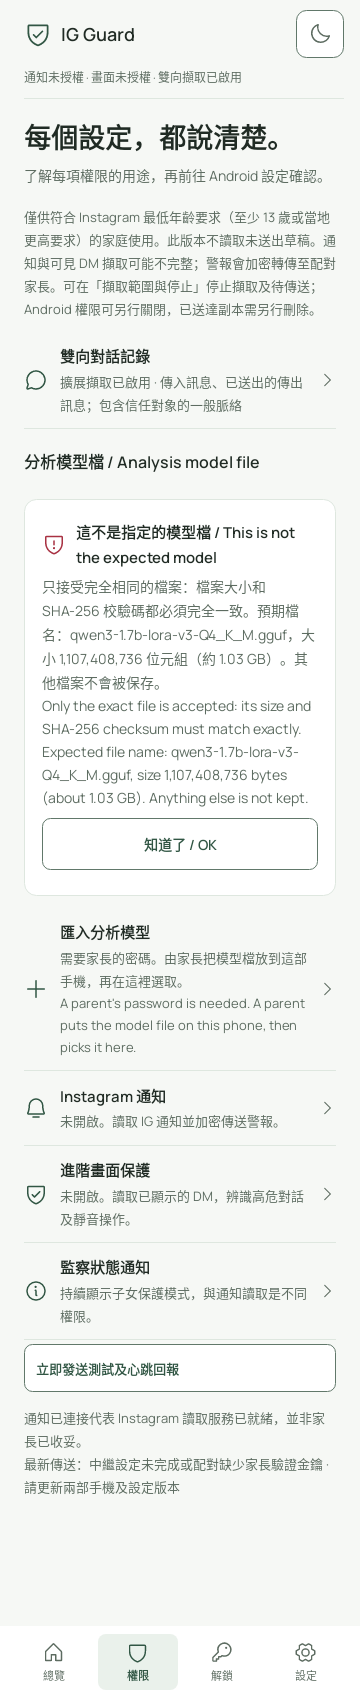 IG Guard
通知未授權 · 畫面未授權 · 雙向擷取已啟用
每個設定，都說清楚。
了解每項權限的用途，再前往 Android 設定確認。
僅供符合 Instagram 最低年齡要求（至少 13 歲或當地
更高要求）的家庭使用。此版本不讀取未送出草稿。通
知與可見 DM 擷取可能不完整；警報會加密轉傳至配對
家長。可在「擷取範圍與停止」停止擷取及待傳送；
Android 權限可另行關閉，已送達副本需另行刪除。
雙向對話記錄
擴展擷取已啟用 · 傳入訊息、已送出的傳出
訊息；包含信任對象的一般脈絡
分析模型檔 / Analysis model file
這不是指定的模型檔 / This is not
the expected model
只接受完全相同的檔案：檔案大小和
SHA-256 校驗碼都必須完全一致。預期檔
名：qwen3-1.7b-lora-v3-Q4_K_M.gguf，大
小 1,107,408,736 位元組（約 1.03 GB）。其
他檔案不會被保存。
Only the exact file is accepted: its size and
SHA-256 checksum must match exactly.
Expected file name: qwen3-1.7b-lora-v3-
Q4_K_M.gguf, size 1,107,408,736 bytes
(about 1.03 GB). Anything else is not kept.
知道了 / OK
匯入分析模型
需要家長的密碼。由家長把模型檔放到這部
手機，再在這裡選取。
A parent's password is needed. A parent
puts the model file on this phone, then
picks it here.
Instagram 通知
未開啟。讀取 IG 通知並加密傳送警報。
進階畫面保護
未開啟。讀取已顯示的 DM，辨識高危對話
及靜音操作。
監察狀態通知
持續顯示子女保護模式，與通知讀取是不同
權限。
立即發送測試及心跳回報
通知已連接代表 Instagram 讀取服務已就緒，並非家
長已收妥。
最新傳送：中繼設定未完成或配對缺少家長驗證金鑰 ·
請更新兩部手機及設定版本
總覽
權限
解鎖
設定